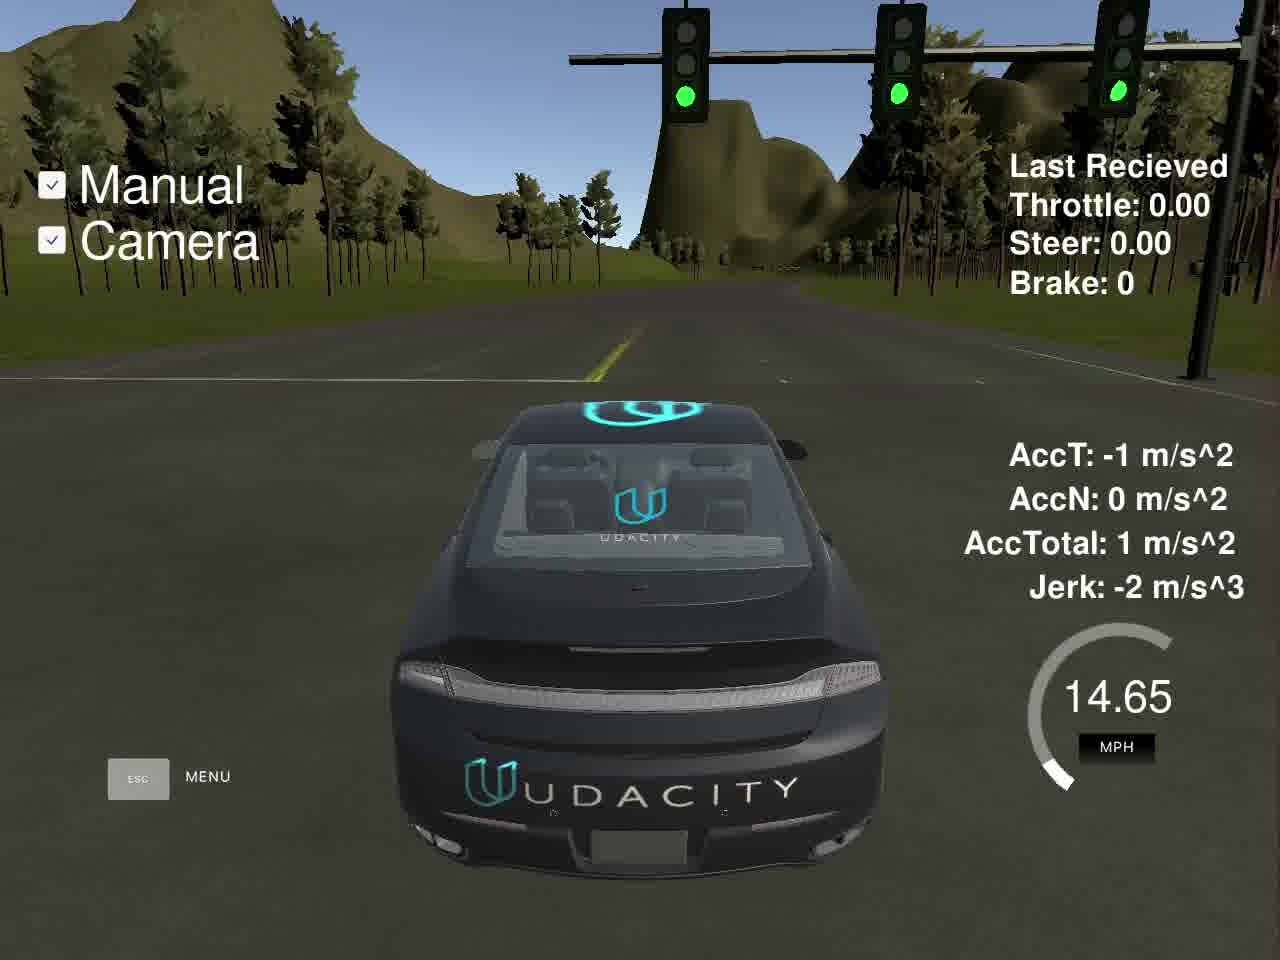 Manual
Camera
Last Recieved
Throttle: 0.00
Steer: 0.00
Brake: 0
AccT: -1 m/s^2
AccN: 0 m/s^2
AccTotal: 1 m/s^2
Jerk: -2 m/s^3
14.65
MPH
UDACITY
ESC
MENU
UDACITY